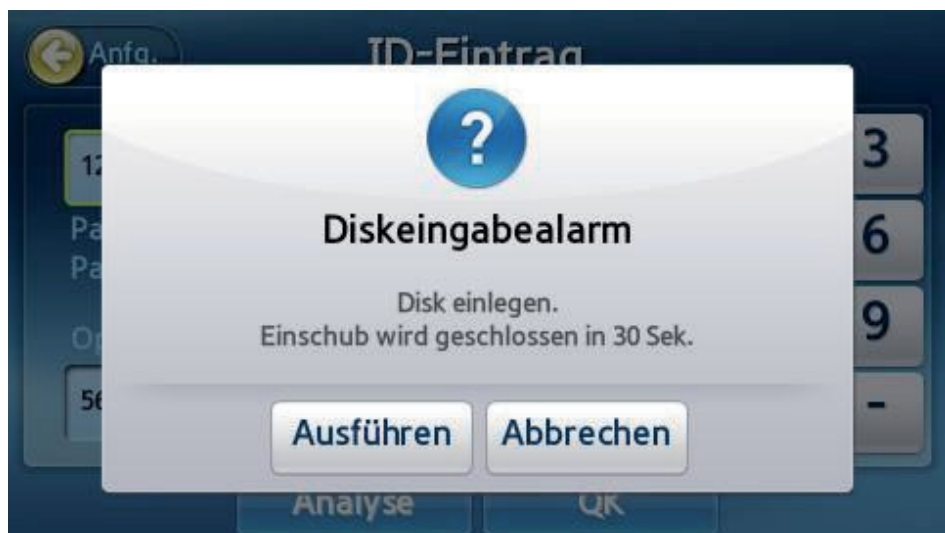 Anfg.
ID-Eintrag
?
Diskeingabealarm
Disk einlegen.
Einschub wird geschlossen in 30 Sek.
Ausführen
Abbrechen
3
6
9
-
Analyse
QK